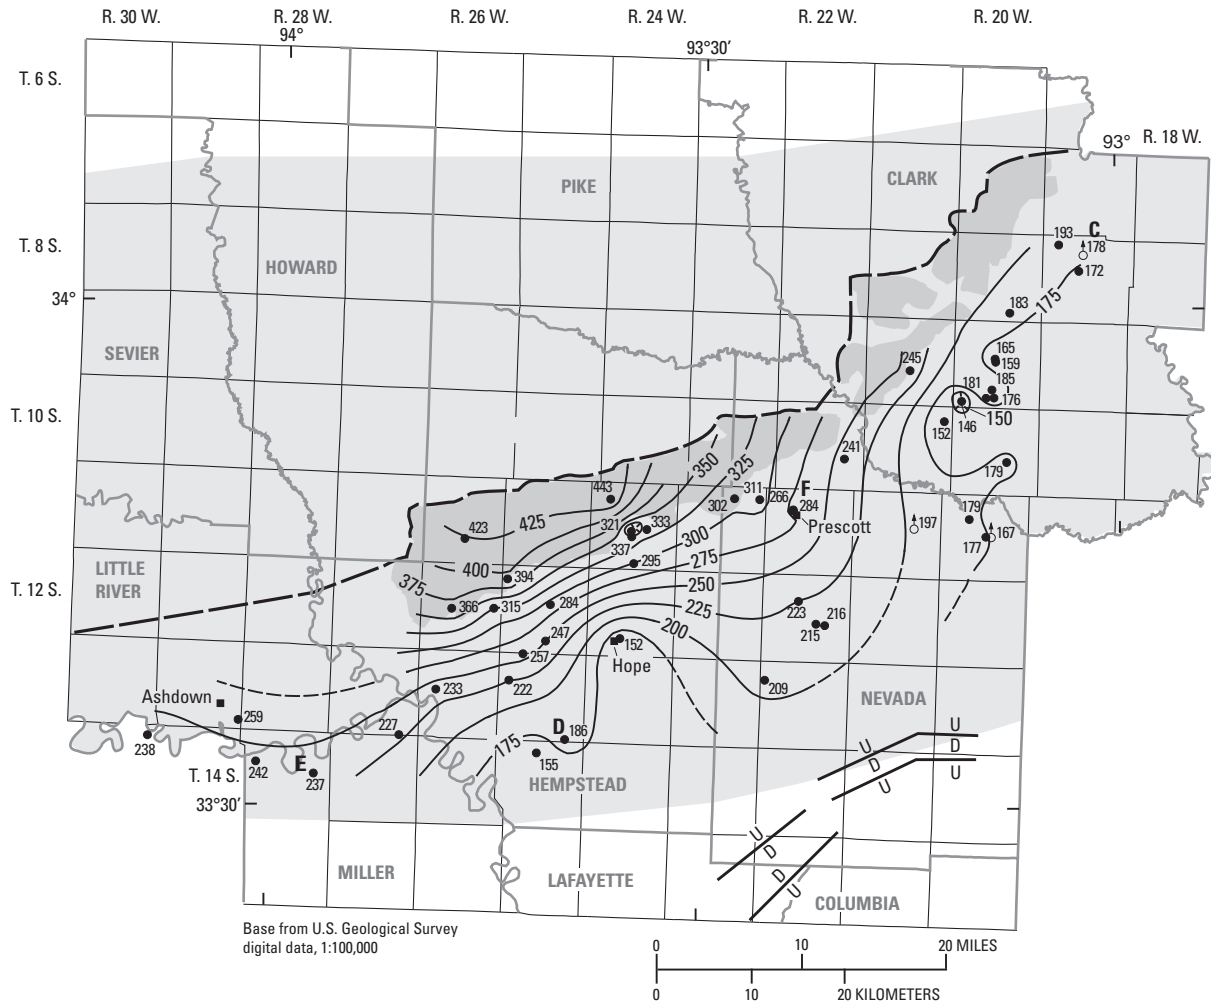 R. 30 W. R. 28 W. R. 26 W. R. 24 W. R. 22 W. R. 20 W.
94°
93°30′
T. 6 S.
93° R. 18 W.
CLARK
PIKE
193 C
178
172
T. 8 S.
HOWARD
34°
175
183
SEVIER
165
159
245
181 185
176
150
146
152
T. 10 S.
241
179
350
325
443
311 F
266 284
302
Prescott
425
423
321 333
337
300
179
197
167
177
295
275
400
394
375
LITTLE
RIVER
T. 12 S.
250
366 315 284
225
223 216
215
200
247
257
152
Hope
233 222
209
NEVADA
Ashdown
259
238
227
D 186
175
155
U
D
U
U
D
U
242
E
237
T. 14 S.
HEMPSTEAD
33°30′
U
D
D
U
MILLER
LAFAYETTE
COLUMBIA
Base from U.S. Geological Survey
digital data, 1:100,000
0 10 20 MILES
0 10 20 KILOMETERS